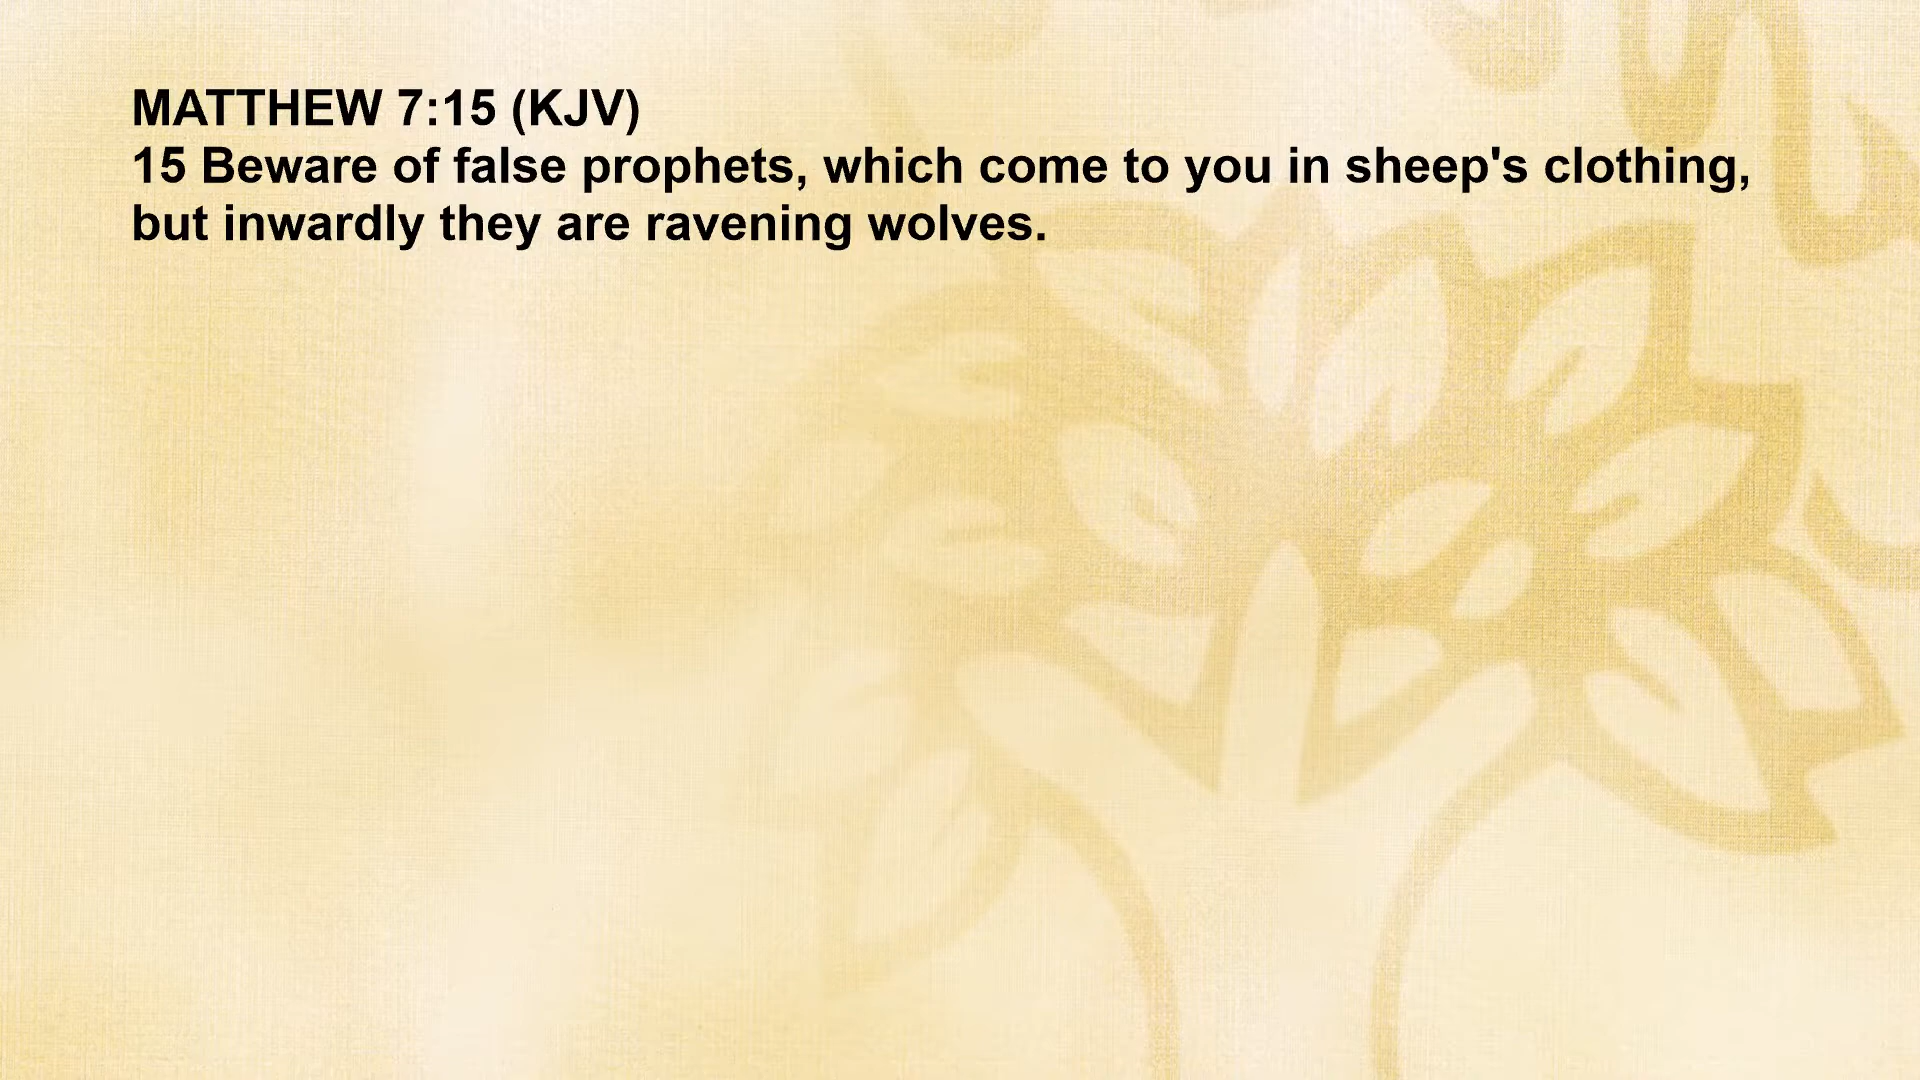 MATTHEW 7:15 (KJV)
15 Beware of false prophets, which come to you in sheep's clothing,
but inwardly they are ravening wolves.